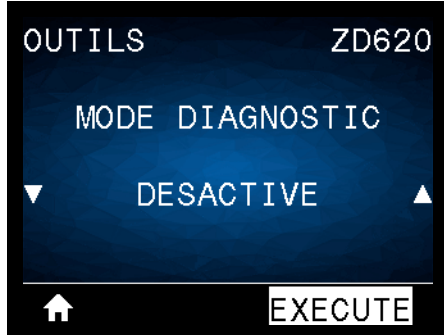 OUTILS ZD620
MODE DIAGNOSTIC
DESACTIVE
EXECUTE